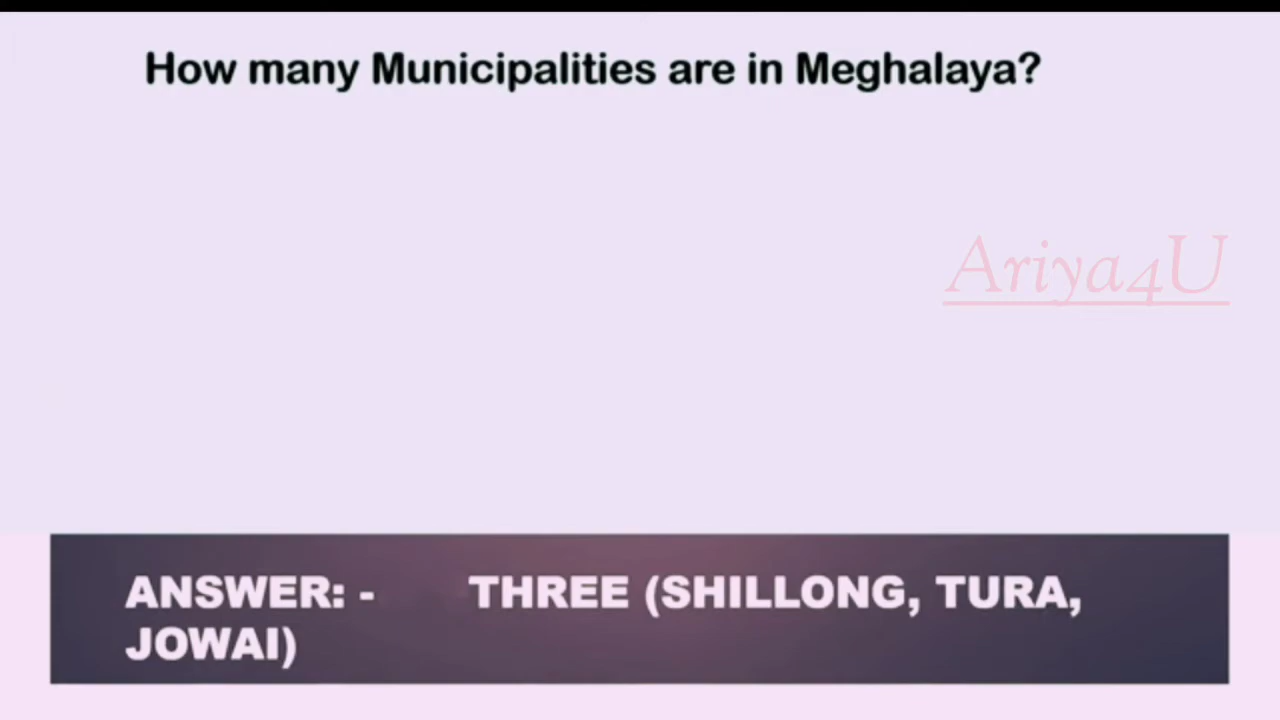 How many Municipalities are in Meghalaya?
Ariya4U
ANSWER: - THREE (SHILLONG, TURA,
JOWAI)